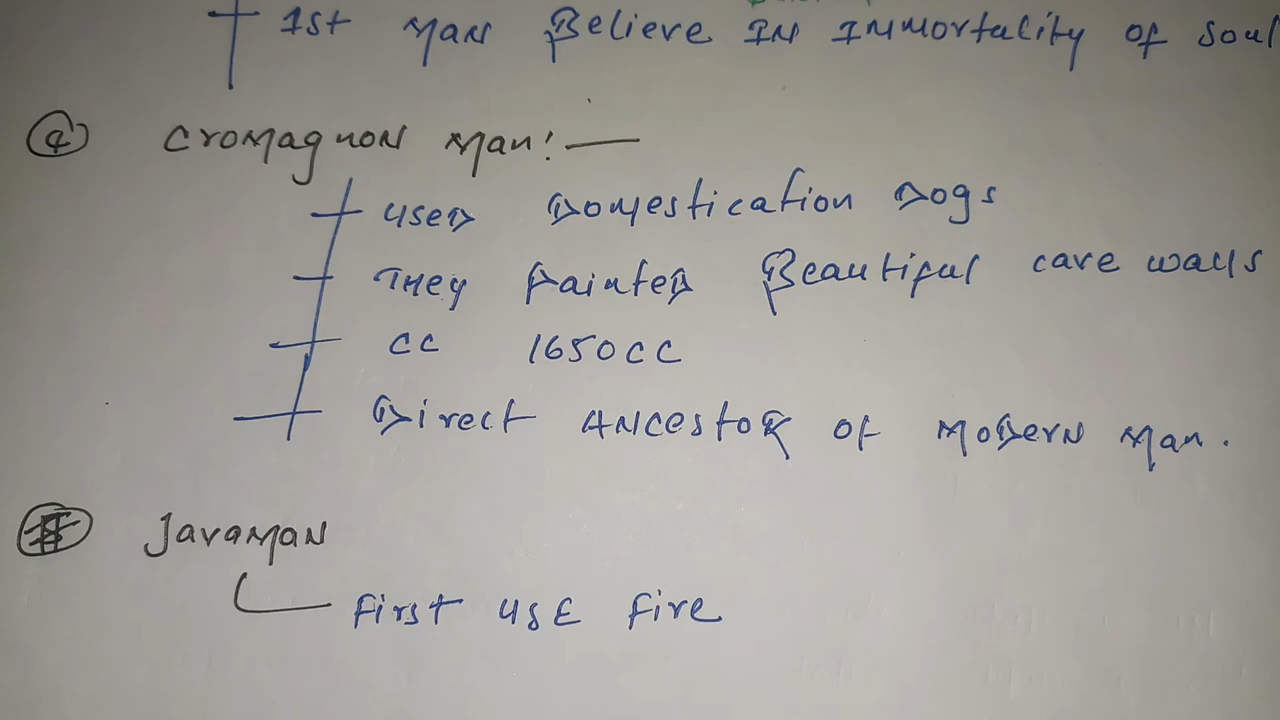 1st Man Believe In Immortality of soul
④ Cromagnon Man:—
Used Domestication Dogs
They Painted Beautiful cave walls
CC 1650CC
Direct Ancestor of Modern Man.
Javaman
First use Fire